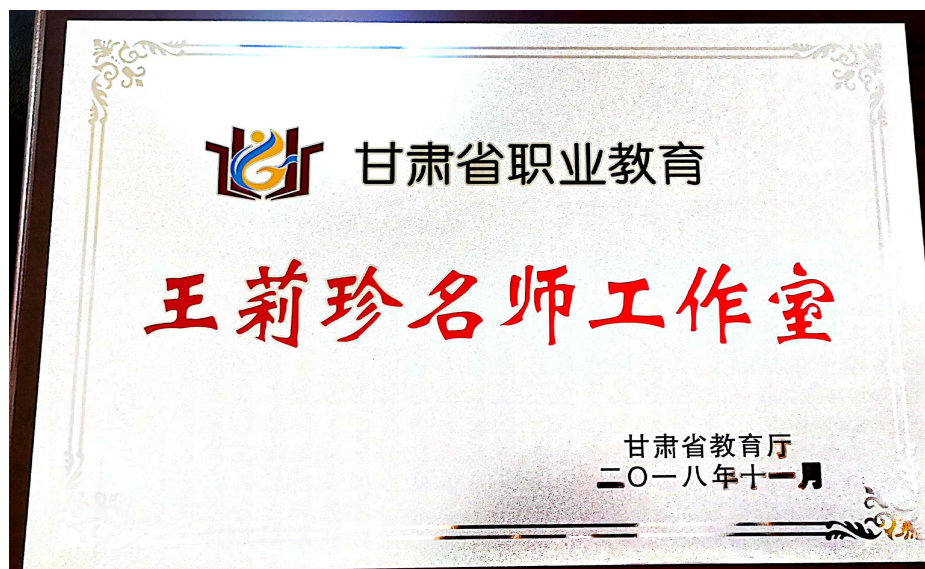 甘肃省职业教育
王莉珍名师工作室
甘肃省教育厅
二〇一八年十一月